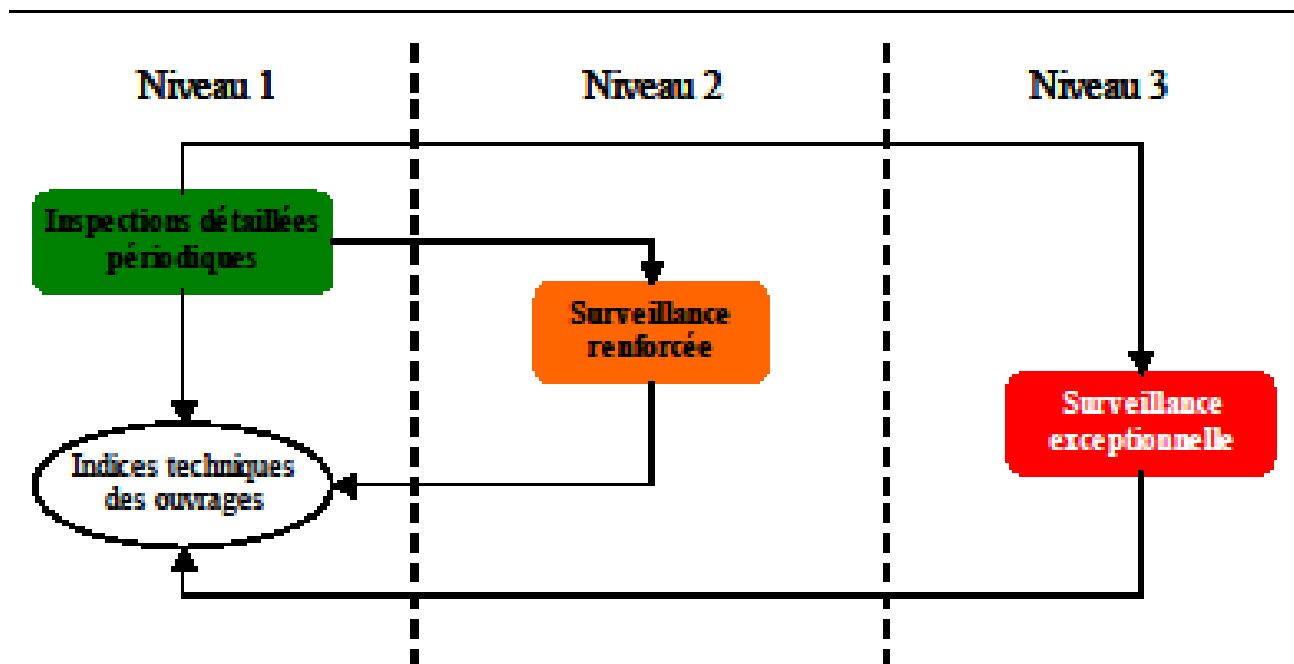 Niveau 1
Niveau 2
Niveau 3
Inspections détaillées
périodiques
Surveillance
renforcée
Surveillance
exceptionnelle
Indices techniques
des ouvrages